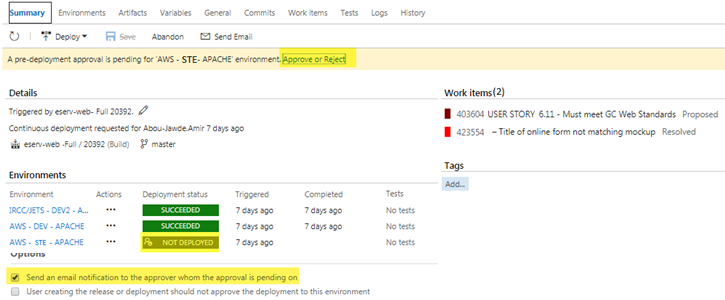 Summary Environments Artifacts Variables General Commits Work items Tests Logs History
Deploy Save Abandon Send Email
A pre-deployment approval is pending for 'AWS - STE- APACHE' environment. Approve or Reject
Details
Triggered by eserv-web- Full 20392.
Continuous deployment requested for Abou-Jawde.Amir 7 days ago
eserv-web -Full / 20392 (Build) master
Work items(2)
403604 USER STORY 6.11 - Must meet GC Web Standards Proposed
423554 – Title of online form not matching mockup Resolved
Tags
Add...
Environments
Environment Actions Deployment status Triggered Completed Tests
IRCC/JETS - DEV2 - A... ••• SUCCEEDED 7 days ago 7 days ago No tests
AWS - DEV - APACHE ••• SUCCEEDED 7 days ago 7 days ago No tests
AWS - STE - APACHE ••• NOT DEPLOYED 7 days ago No tests
Options
Send an email notification to the approver whom the approval is pending on
User creating the release or deployment should not approve the deployment to this environment